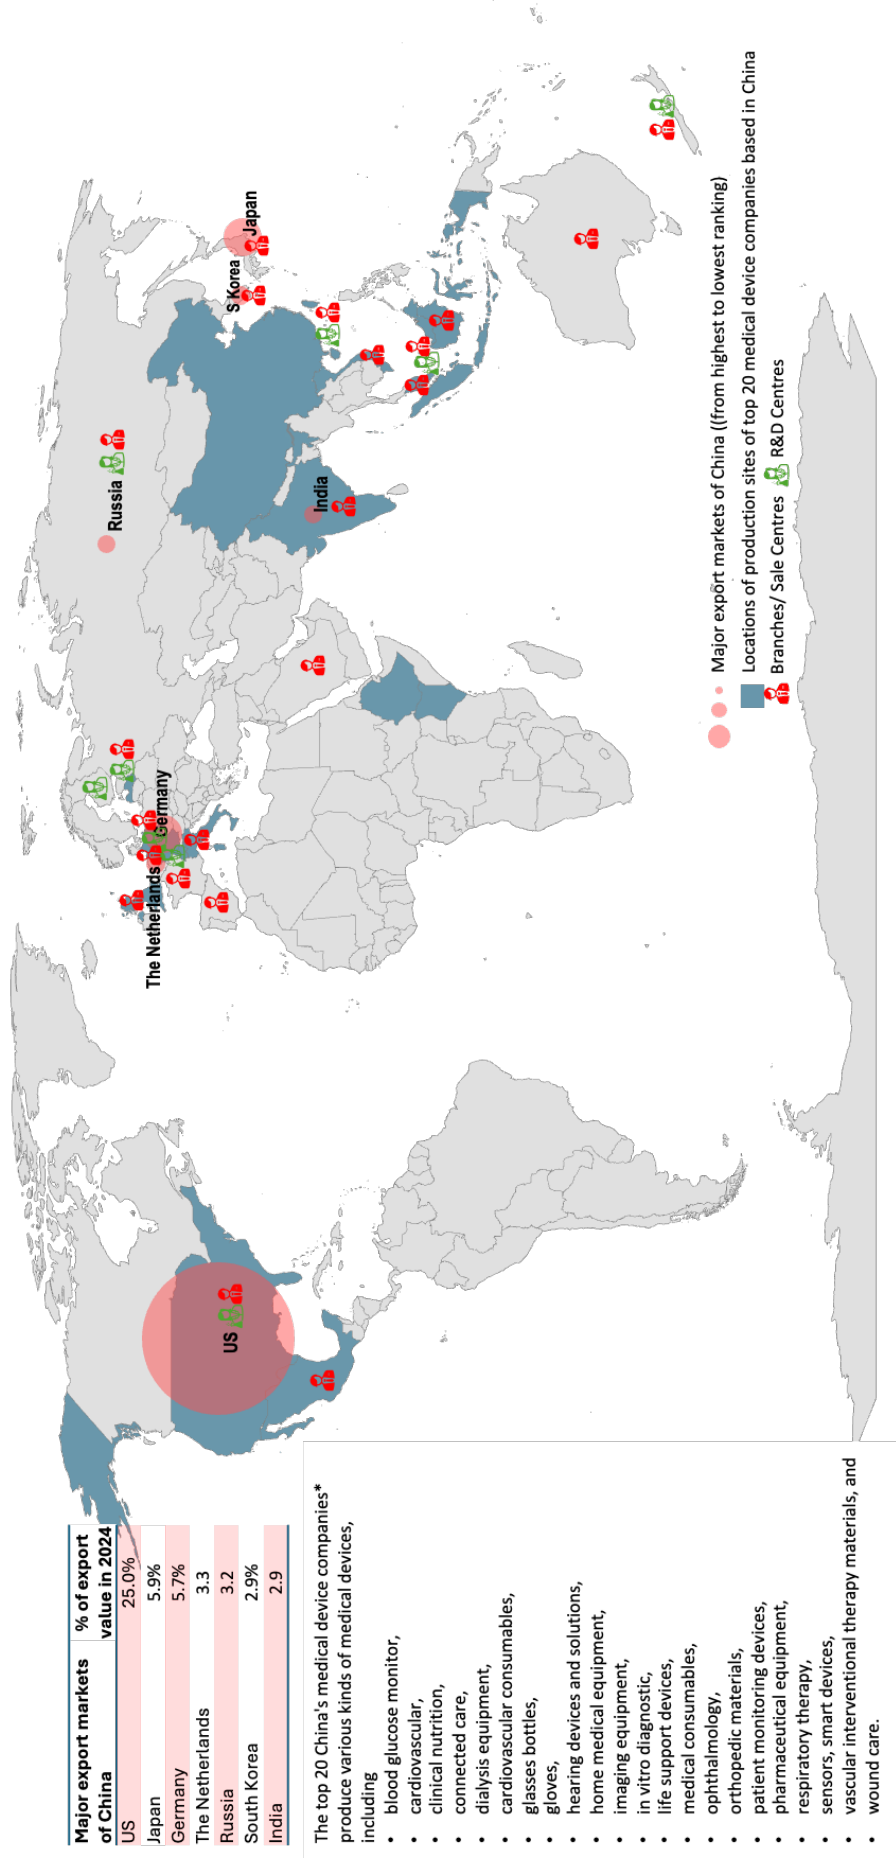 Major export markets of China
% of export value in 2024
US 25.0%
Japan 5.9%
Germany 5.7%
The Netherlands 3.3
Russia 3.2
South Korea 2.9%
India 2.9
The top 20 China's medical device companies*
produce various kinds of medical devices,
including
• blood glucose monitor,
• cardiovascular,
• clinical nutrition,
• connected care,
• dialysis equipment,
• cardiovascular consumables,
• glasses bottles,
• gloves,
• hearing devices and solutions,
• home medical equipment,
• imaging equipment,
• in vitro diagnostic,
• life support devices,
• medical consumables,
• ophthalmology,
• orthopedic materials,
• patient monitoring devices,
• pharmaceutical equipment,
• respiratory therapy,
• sensors, smart devices,
• vascular interventional therapy materials, and
• wound care.
US
The Netherlands
Germany
Russia
India
S Korea
Japan
Major export markets of China ((from highest to lowest ranking)
Locations of production sites of top 20 medical device companies based in China
Branches/ Sale Centres
R&D Centres